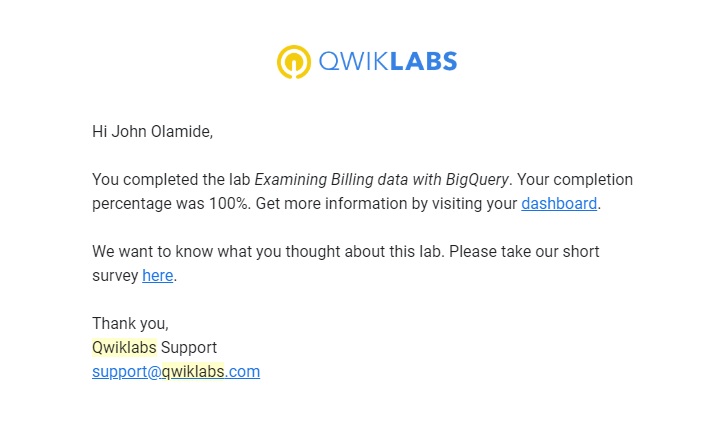 QWIKLABS
Hi John Olamide,
You completed the lab Examining Billing data with BigQuery. Your completion
percentage was 100%. Get more information by visiting your dashboard.
We want to know what you thought about this lab. Please take our short
survey here.
Thank you,
Qwiklabs Support
support@qwiklabs.com